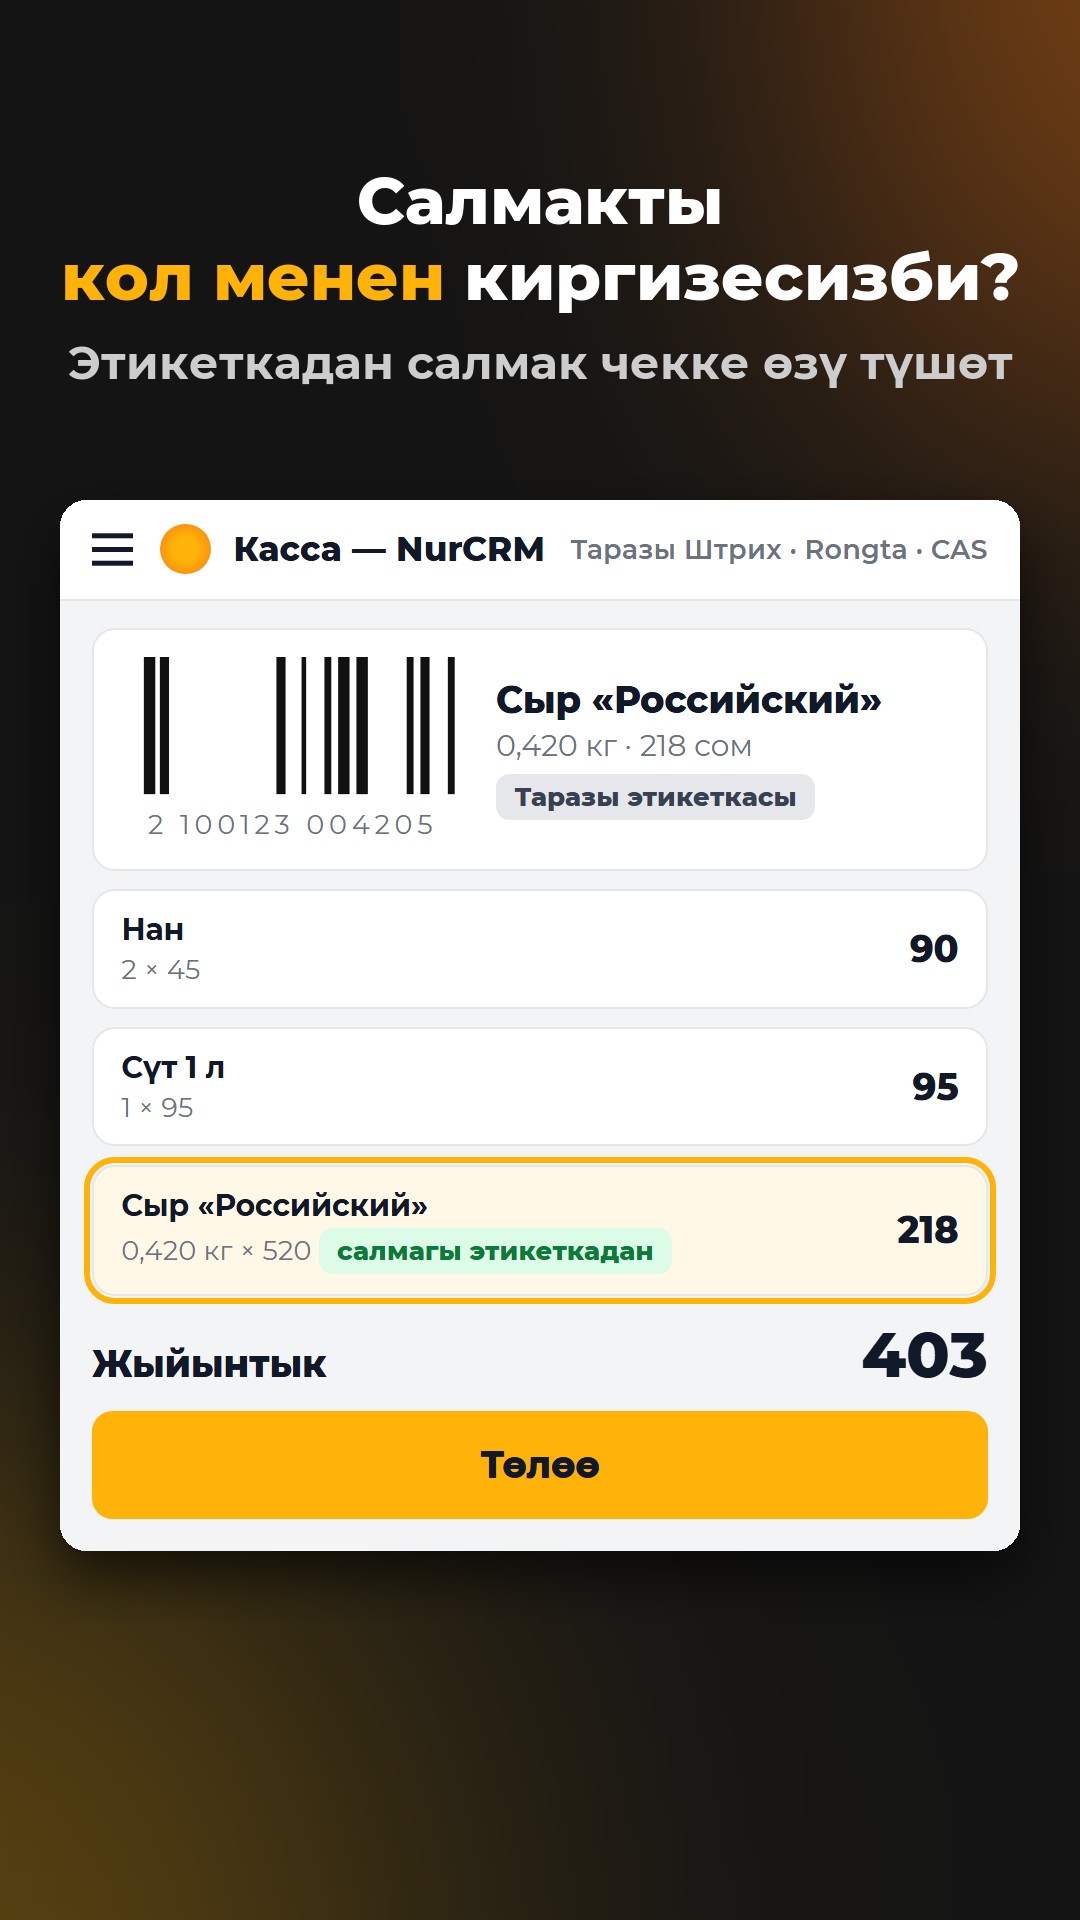 Салмакты
кол менен киргизесизби?
Этикеткадан салмак чекке өзү түшөт
Касса — NurCRM
Таразы Штрих · Rongta · CAS
Сыр «Российский»
0,420 кг · 218 сом
Таразы этикеткасы
2 100123 004205
Нан
2 × 45
90
Сүт 1 л
1 × 95
95
Сыр «Российский»
0,420 кг × 520 салмагы этикеткадан
218
Жыйынтык
403
Төлөө